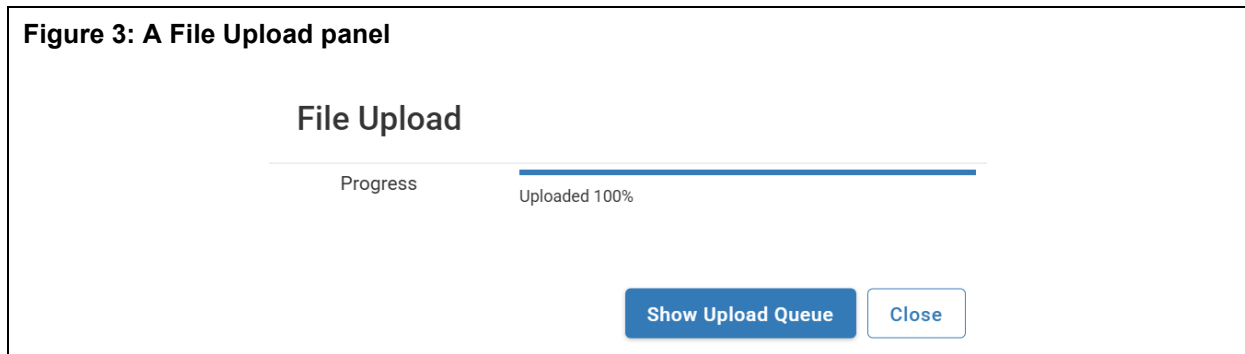 Figure 3: A File Upload panel
File Upload
Progress
Uploaded 100%
Show Upload Queue
Close